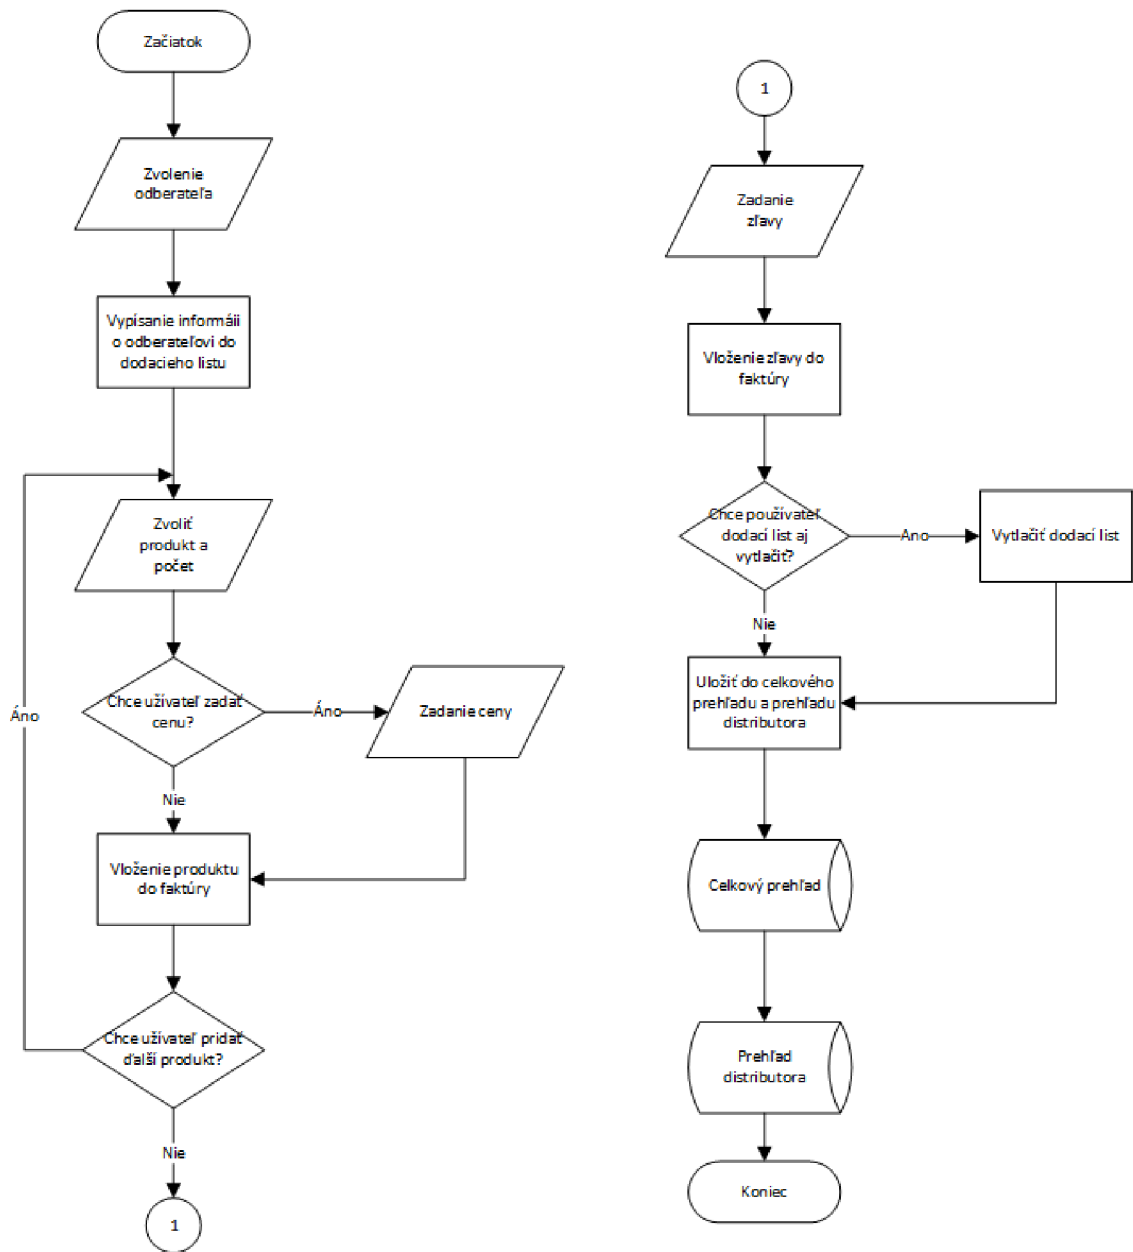 Začiatok
Zvolenie
odberateľa
Vypísanie informáii
o odberateľovi do
dodacieho listu
Zvoliť
produkt a
počet
Chce užívateľ zadať
cenu?
Áno
Zadanie ceny
Nie
Vloženie produktu
do faktúry
Chce užívateľ pridať
ďalší produkt?
Áno
Nie
1
1
Zadanie
zľavy
Vloženie zľavy do
faktúry
Chce používateľ
dodací list aj
vytlačiť?
Ano
Vytlačiť dodací list
Nie
Uložiť do celkového
prehľadu a prehľadu
distributora
Celkový prehľad
Prehľad
distributora
Koniec